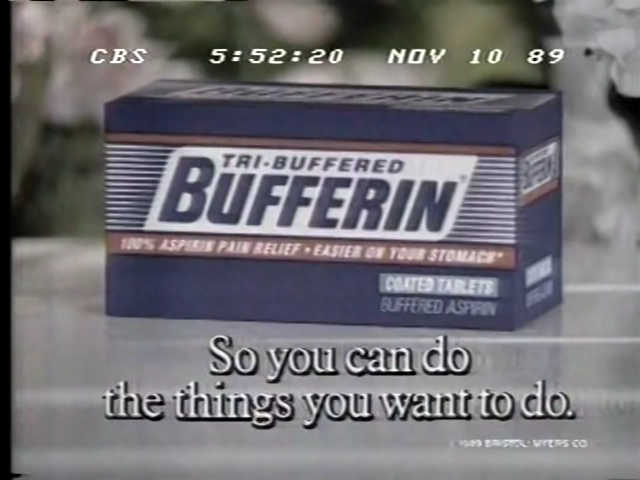 CBS 5:52:20 NOV 10 89
TRI-BUFFERED
BUFFERIN
100% ASPIRIN PAIN RELIEF • EASIER ON YOUR STOMACH*
COATED TABLETS
BUFFERED ASPIRIN
BUFFERIN
So you can do
the things you want to do.
1989 BRISTOL-MYERS CO.